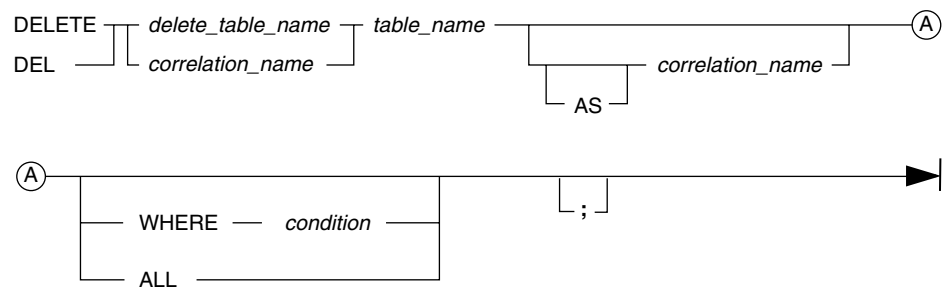 DELETE delete_table_name table_name A
DEL correlation_name correlation_name
AS
A
WHERE condition ;
ALL